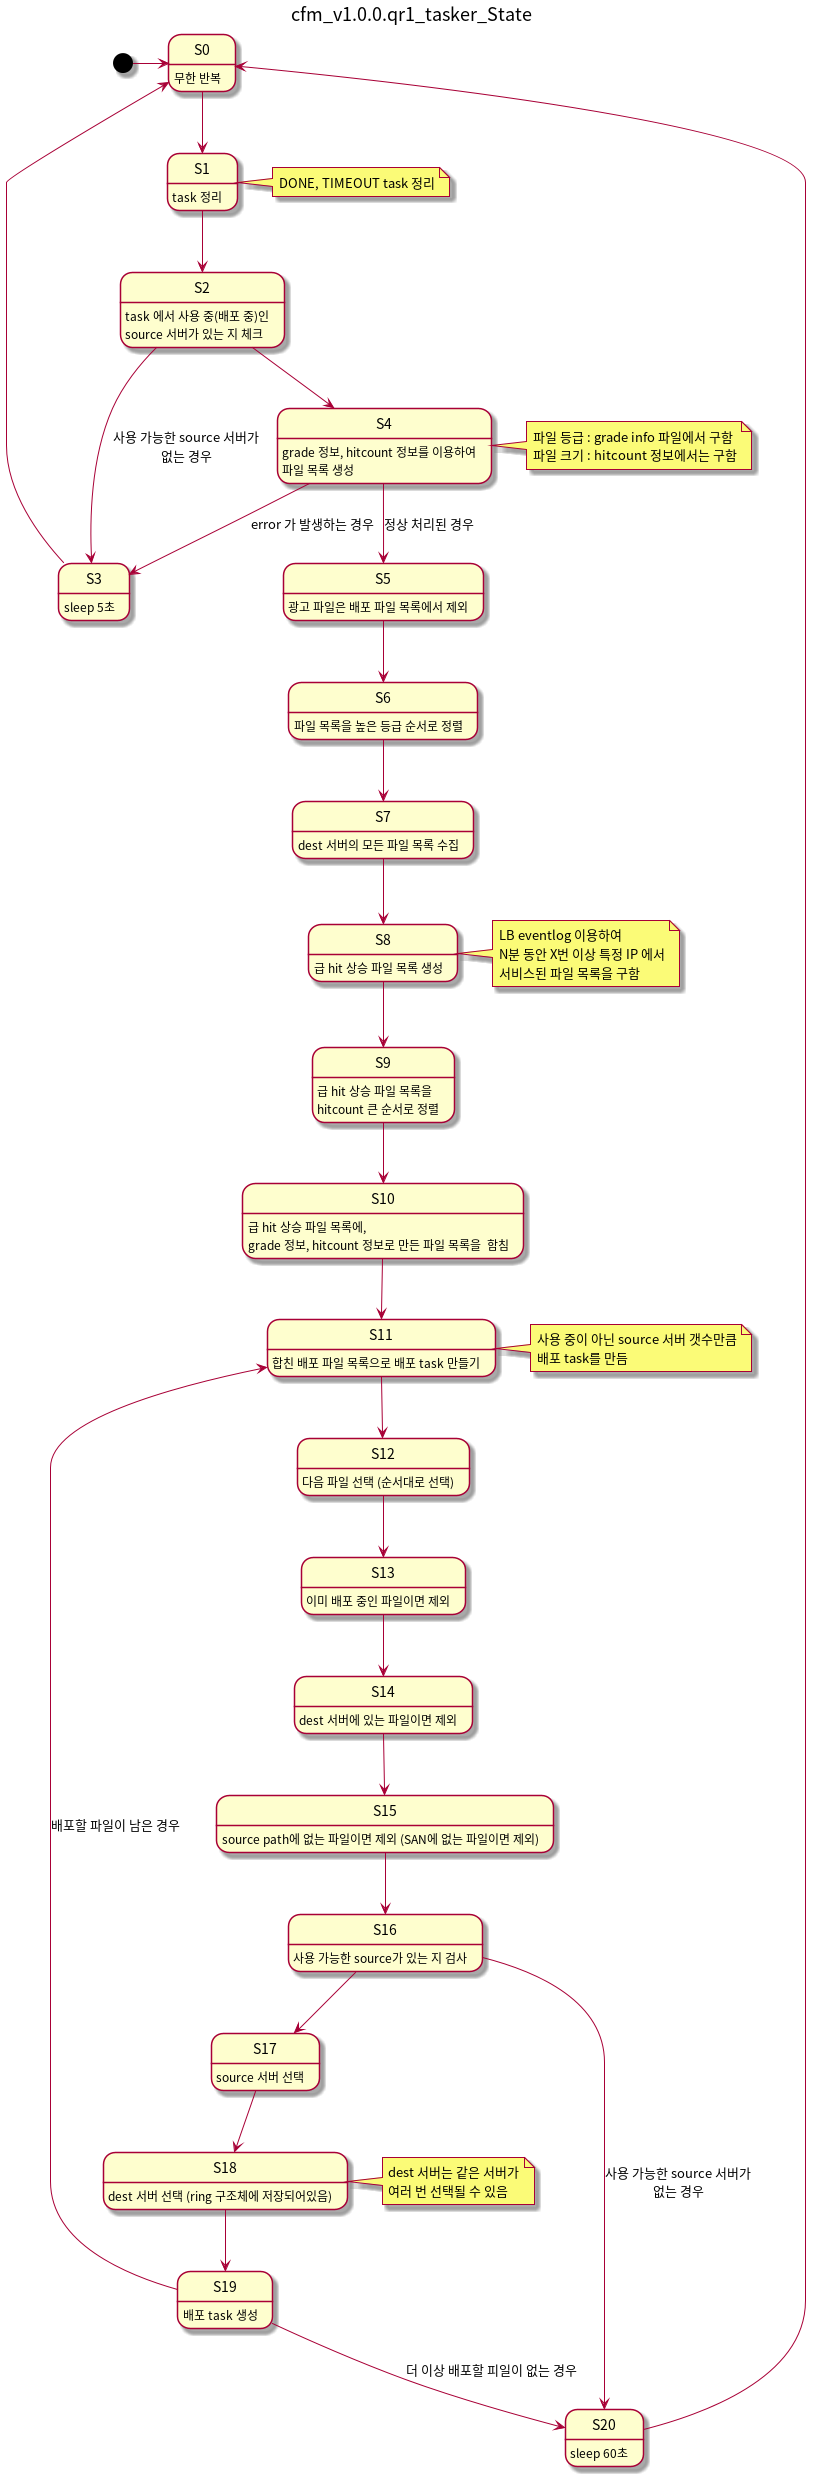 cfm_v1.0.0.qr1_tasker_State
S0
무한 반복
S1
task 정리
DONE, TIMEOUT task 정리
S2
task 에서 사용 중(배포 중)인
source 서버가 있는 지 체크
S4
grade 정보, hitcount 정보를 이용하여
파일 목록 생성
파일 등급 : grade info 파일에서 구함
파일 크기 : hitcount 정보에서는 구함
사용 가능한 source 서버가
없는 경우
error 가 발생하는 경우
정상 처리된 경우
S3
sleep 5초
S5
광고 파일은 배포 파일 목록에서 제외
S6
파일 목록을 높은 등급 순서로 정렬
S7
dest 서버의 모든 파일 목록 수집
S8
급 hit 상승 파일 목록 생성
LB eventlog 이용하여
N분 동안 X번 이상 특정 IP 에서
서비스된 파일 목록을 구함
S9
급 hit 상승 파일 목록을
hitcount 큰 순서로 정렬
S10
급 hit 상승 파일 목록에,
grade 정보, hitcount 정보로 만든 파일 목록을  합침
S11
합친 배포 파일 목록으로 배포 task 만들기
사용 중이 아닌 source 서버 갯수만큼
배포 task를 만듬
S12
다음 파일 선택 (순서대로 선택)
S13
이미 배포 중인 파일이면 제외
S14
dest 서버에 있는 파일이면 제외
S15
source path에 없는 파일이면 제외 (SAN에 없는 파일이면 제외)
배포할 파일이 남은 경우
S16
사용 가능한 source가 있는 지 검사
S17
source 서버 선택
S18
dest 서버 선택 (ring 구조체에 저장되어있음)
dest 서버는 같은 서버가
여러 번 선택될 수 있음
사용 가능한 source 서버가
없는 경우
S19
배포 task 생성
더 이상 배포할 피일이 없는 경우
S20
sleep 60초